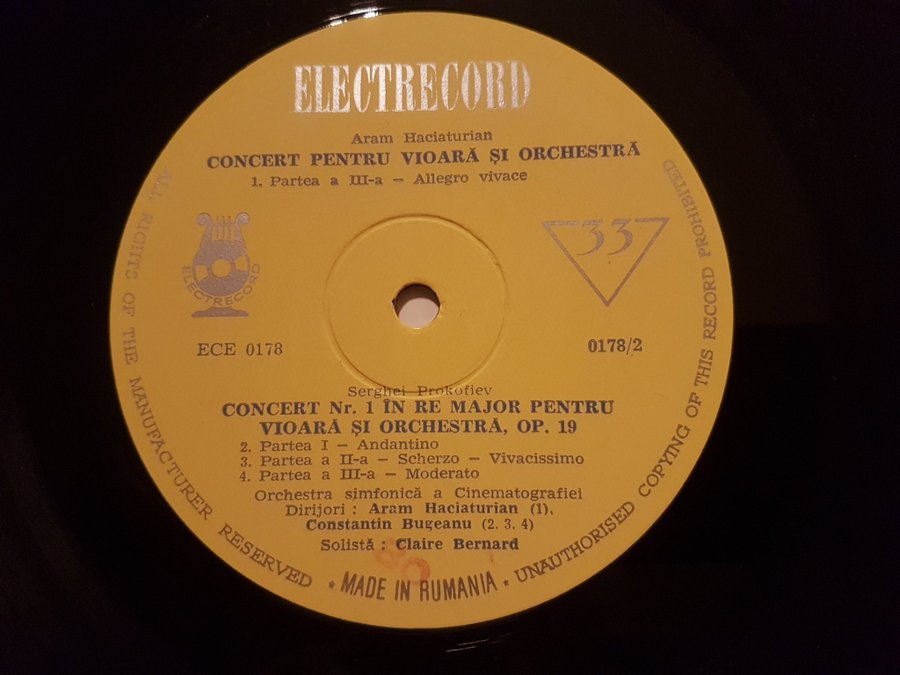 ELECTRECORD
Aram Haciaturian
CONCERT PENTRU VIOARĂ ȘI ORCHESTRĂ
1. Partea a III-a — Allegro vivace
ELECTRECORD
33
ECE 0178
0178/2
Serghei Prokofiev
CONCERT Nr. 1 ÎN RE MAJOR PENTRU
VIOARĂ ȘI ORCHESTRĂ, OP. 19
2. Partea I — Andantino
3. Partea a II-a — Scherzo — Vivacissimo
4. Partea a III-a — Moderato
Orchestra simfonică a Cinematografiei
Dirijori : Aram Haciaturian (1),
Constantin Bugeanu (2. 3. 4)
Solistă : Claire Bernard
ALL RIGHTS OF THE MANUFACTURER RESERVED * MADE IN RUMANIA * UNAUTHORISED COPYING OF THIS RECORD PROHIBITED